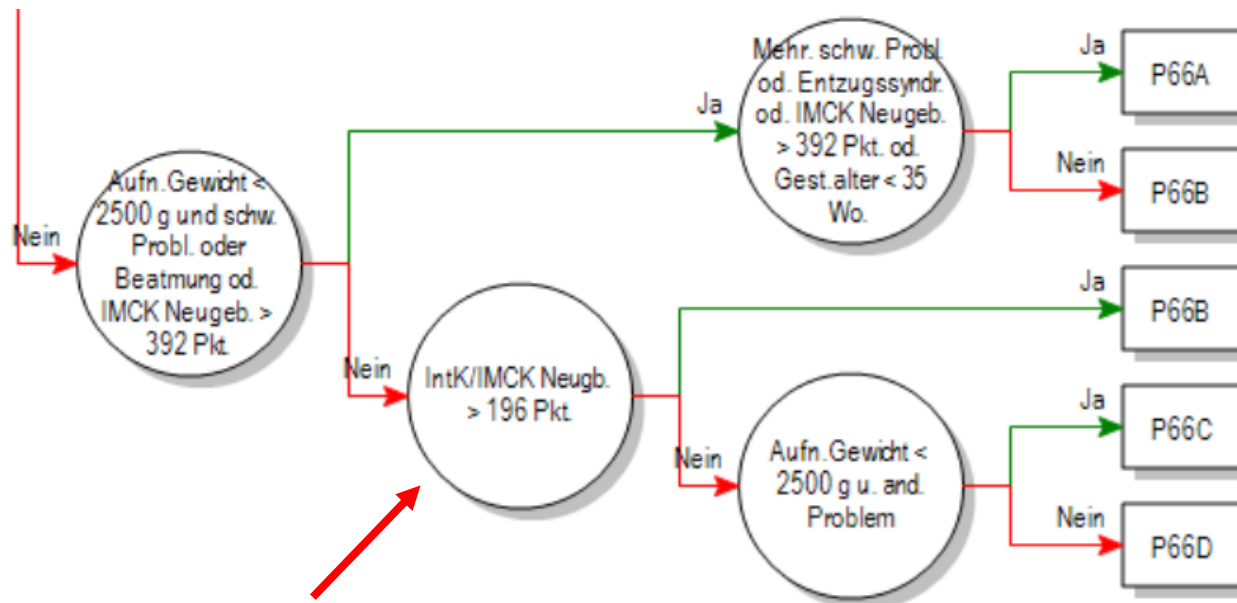 Mehr. schw. Probl.
od. Entzugssyndr.
od. IMCK Neugeb.
> 392 Pkt. od.
Gest.alter < 35
Wo.
Ja
Ja
P66A
Nein
P66B
Nein
Aufn.Gewicht <
2500 g und schw.
Probl. oder
Beatmung od.
IMCK Neugeb. >
392 Pkt.
Nein
IntK/IMCK Neugb.
> 196 Pkt.
Ja
P66B
Nein
Aufn.Gewicht <
2500 g u. and.
Problem
Ja
P66C
Nein
P66D